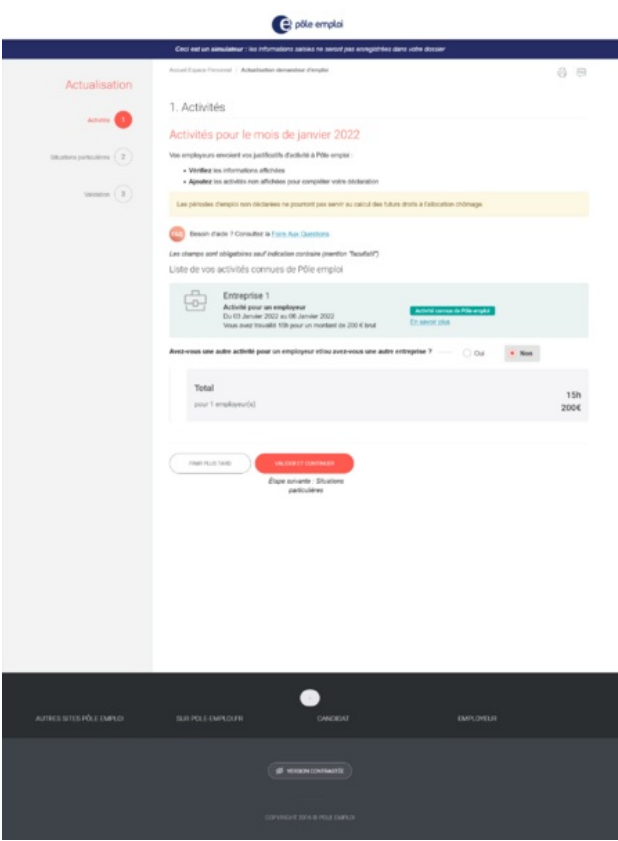 pôle emploi
Ceci est un simulateur : les informations saisies ne seront pas enregistrées dans votre dossier
Accueil Espace Personnel / Actualisation demandeur d'emploi
Actualisation
1. Activités
Activités 1
Activités pour le mois de janvier 2022
Situations particulières 2
Vos employeurs envoient vos justificatifs d'activité à Pôle emploi :
• Vérifiez les informations affichées
• Ajoutez les activités non affichées pour compléter votre déclaration
Validation 3
Les périodes d'emploi non déclarées ne pourront pas servir au calcul des future droits à l'allocation chômage.
FAQ Besoin d'aide ? Consultez la Foire Aux Questions
Les champs sont obligatoires sauf indication contraire (mention "facultatif")
Liste de vos activités connues de Pôle emploi
Entreprise 1
Activité pour un employeur
Du 03 Janvier 2022 au 06 Janvier 2022
Vous avez travaillé 15h pour un montant de 200 € brut
Activité connue de Pôle emploi
En savoir plus
Avez-vous une autre activité pour un employeur et/ou avez-vous une autre entreprise ? Oui Non
Total
pour 1 employeur(s)
15h
200€
FINIR PLUS TARD
VALIDER ET CONTINUER
Étape suivante : Situations
particulières
AUTRES SITES PÔLE EMPLOI
SUR POLE-EMPLOI.FR
CANDIDAT
EMPLOYEUR
VERSION CONTRASTÉE
COPYRIGHT 2016 © POLE EMPLOI